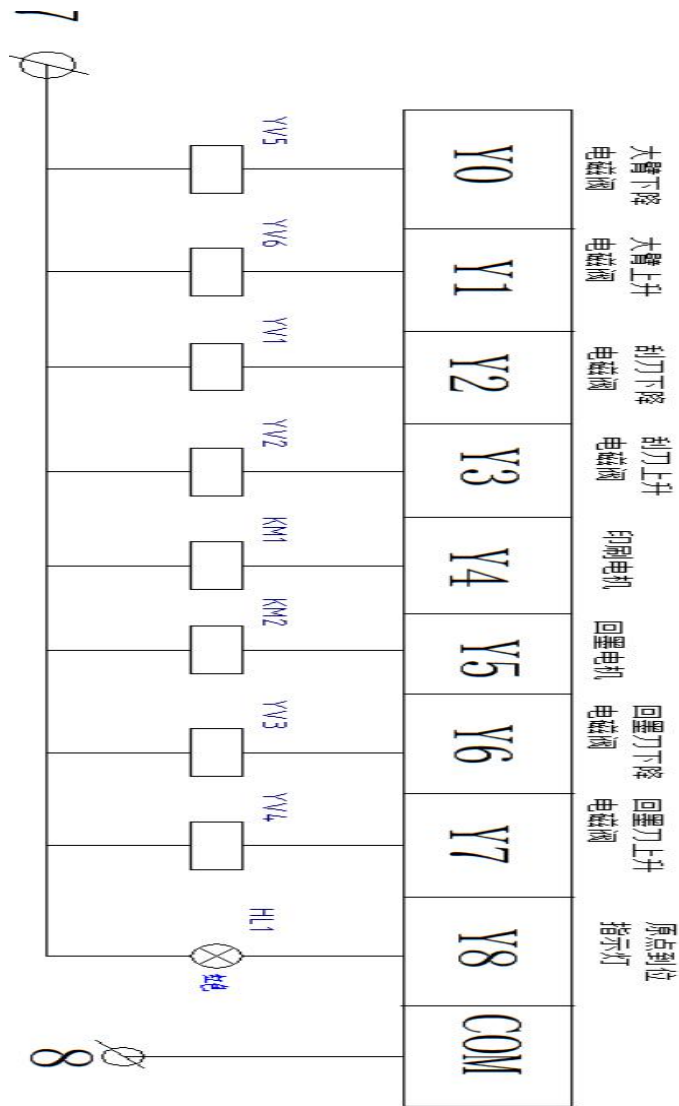 7
YV5
Y0
大臂下降
电磁阀
YV6
Y1
大臂上升
电磁阀
YV1
Y2
刮刀下降
电磁阀
YV2
Y3
刮刀上升
电磁阀
KM1
Y4
印刷电机
KM2
Y5
回墨电机
YV3
Y6
回墨刀下降
电磁阀
YV4
Y7
回墨刀上升
电磁阀
HL1
红色
Y8
原点到位
指示灯
8
COM